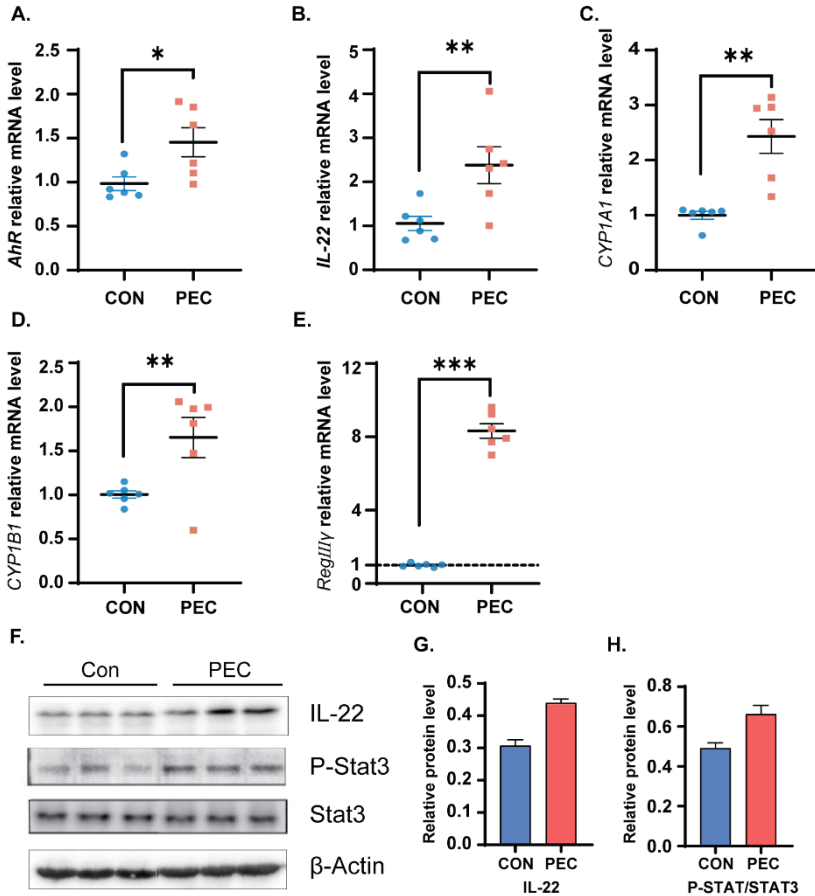 A.
AhR relative mRNA level
2.5
2.0
1.5
1.0
0.5
0.0
*
CON PEC
B.
IL-22 relative mRNA level
5
4
3
2
1
0
**
CON PEC
C.
CYP1A1 relative mRNA level
4
3
2
1
0
**
CON PEC
D.
CYP1B1 relative mRNA level
2.5
2.0
1.5
1.0
0.5
0.0
**
CON PEC
E.
RegIIIγ relative mRNA level
12
8
4
1
0
***
CON PEC
F.
Con PEC
IL-22
P-Stat3
Stat3
β-Actin
G.
Relative protein level
0.5
0.4
0.3
0.2
0.1
0.0
CON PEC
IL-22
H.
Relative protein level
0.8
0.6
0.4
0.2
0.0
CON PEC
P-STAT/STAT3